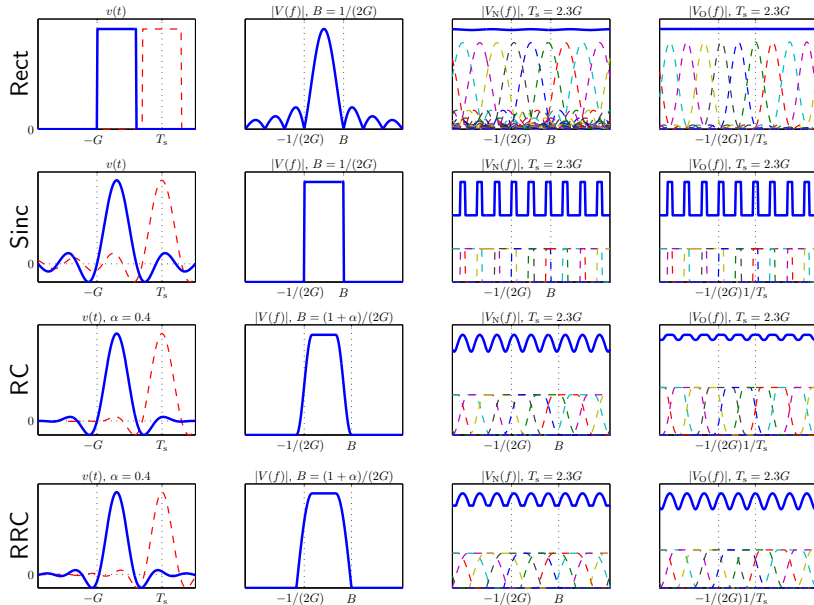 v(t)
|V(f)|, B = 1/(2G)
|V_N(f)|, T_s = 2.3G
|V_O(f)|, T_s = 2.3G
Rect
0
−G
T_s
−1/(2G)
B
−1/(2G)
B
−1/(2G)1/T_s
v(t)
|V(f)|, B = 1/(2G)
|V_N(f)|, T_s = 2.3G
|V_O(f)|, T_s = 2.3G
Sinc
0
−G
T_s
−1/(2G)
B
−1/(2G)
B
−1/(2G)1/T_s
v(t), α = 0.4
|V(f)|, B = (1 + α)/(2G)
|V_N(f)|, T_s = 2.3G
|V_O(f)|, T_s = 2.3G
RC
0
−G
T_s
−1/(2G)
B
−1/(2G)
B
−1/(2G)1/T_s
v(t), α = 0.4
|V(f)|, B = (1 + α)/(2G)
|V_N(f)|, T_s = 2.3G
|V_O(f)|, T_s = 2.3G
RRC
0
−G
T_s
−1/(2G)
B
−1/(2G)
B
−1/(2G)1/T_s